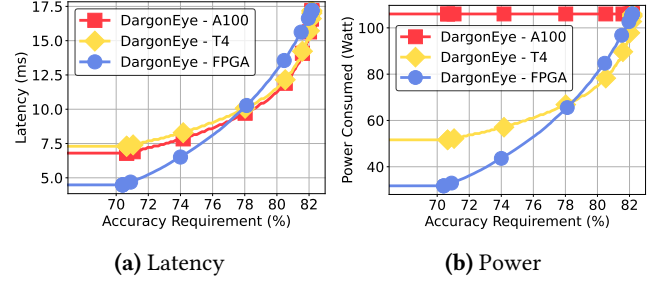 17.5
15.0
12.5
10.0
7.5
5.0
Latency (ms)
DargonEye - A100
DargonEye - T4
DargonEye - FPGA
70 72 74 76 78 80 82
Accuracy Requirement (%)
(a) Latency
100
80
60
40
Power Consumed (Watt)
DargonEye - A100
DargonEye - T4
DargonEye - FPGA
70 72 74 76 78 80 82
Accuracy Requirement (%)
(b) Power